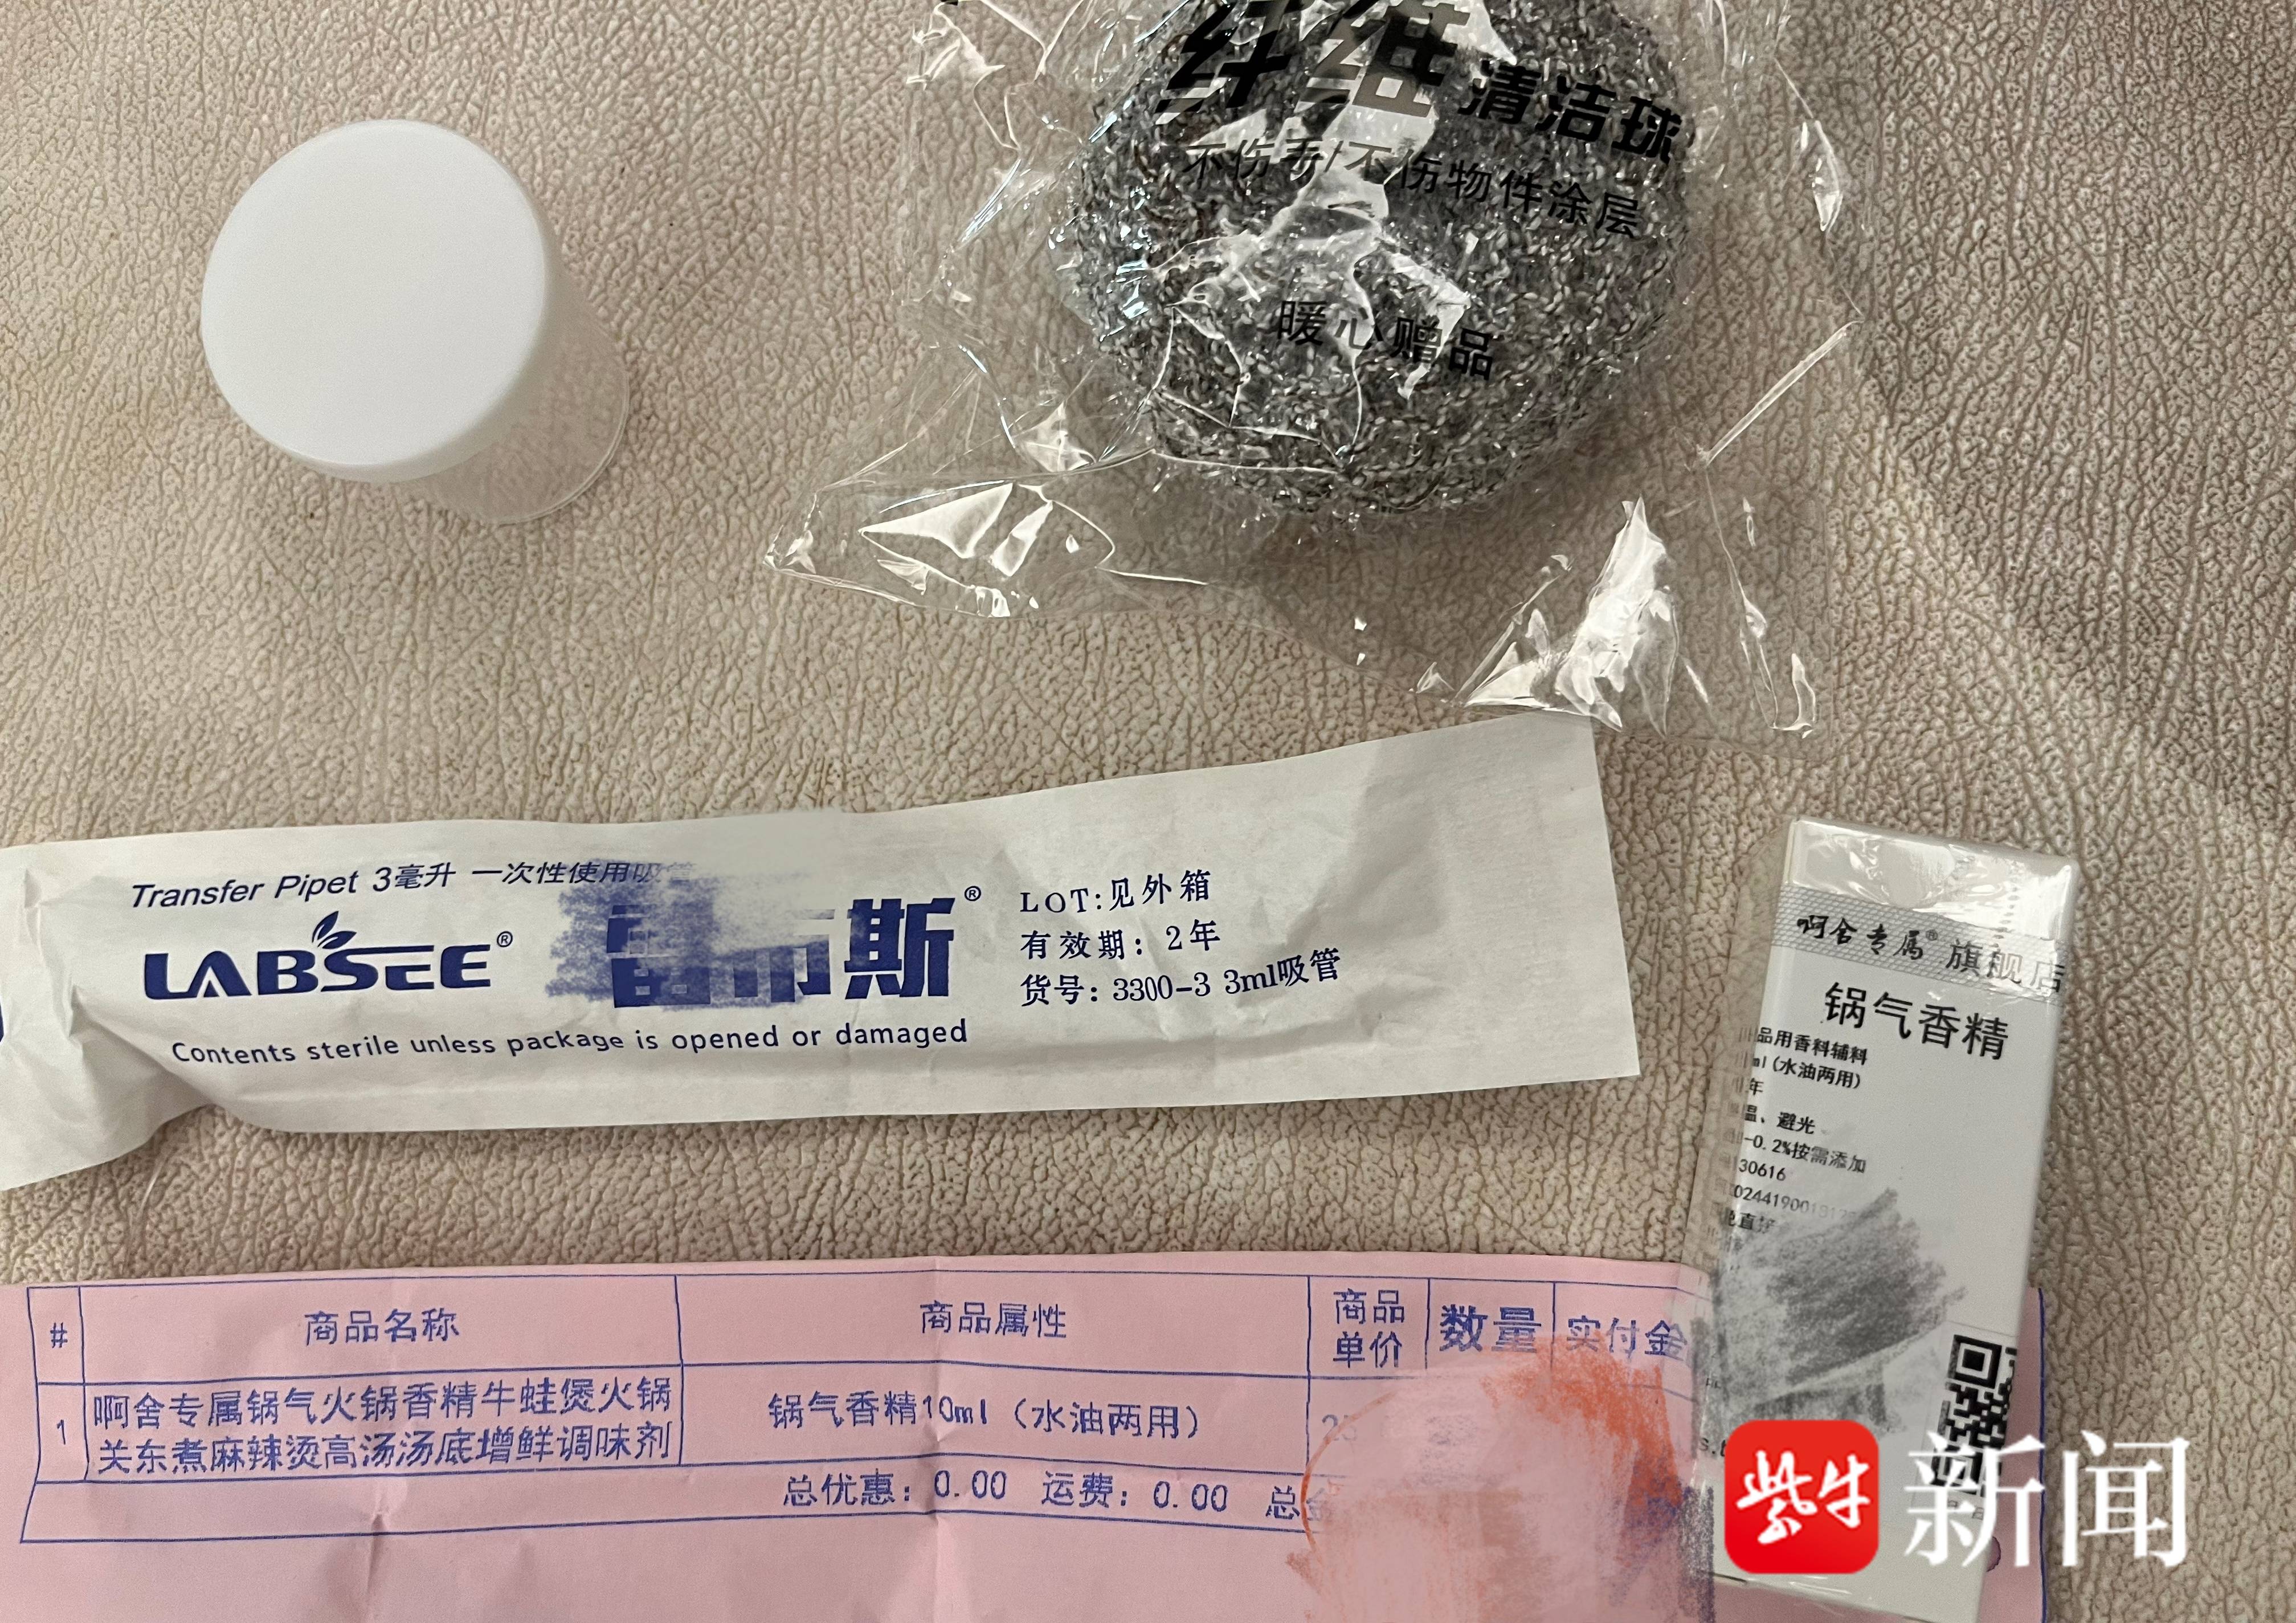 纤维清洁球
不伤手/不伤物件涂层
暖心赠品
Transfer Pipet 3毫升 一次性使用吸管
LABSEE®
雷布斯®
Contents sterile unless package is opened or damaged
LOT:见外箱
有效期：2年
货号：3300-3 3ml吸管
啊舍专属®旗舰店
锅气香精
品用香料辅料
ml(水油两用)
年
温、避光
-0.2%按需添加
30616
# 商品名称 商品属性 商品单价 数量 实付金
1 啊舍专属锅气火锅香精牛蛙煲火锅
关东煮麻辣烫高汤汤底增鲜调味剂
锅气香精10ml（水油两用）
总优惠：0.00 运费：0.00 总
紫牛新闻